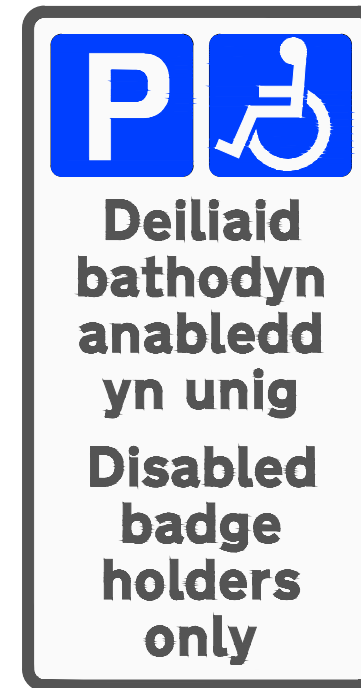 P
Deiliaid
bathodyn
anabledd
yn unig
Disabled
badge
holders
only